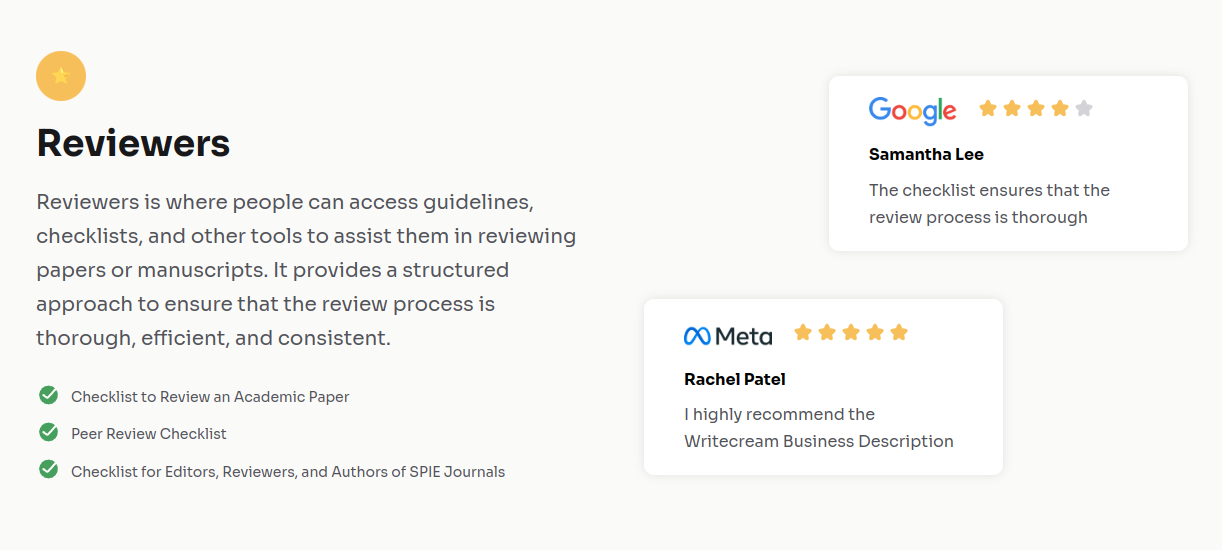 Reviewers
Reviewers is where people can access guidelines,
checklists, and other tools to assist them in reviewing
papers or manuscripts. It provides a structured
approach to ensure that the review process is
thorough, efficient, and consistent.
Checklist to Review an Academic Paper
Peer Review Checklist
Checklist for Editors, Reviewers, and Authors of SPIE Journals
Google
Samantha Lee
The checklist ensures that the
review process is thorough
Meta
Rachel Patel
I highly recommend the
Writecream Business Description